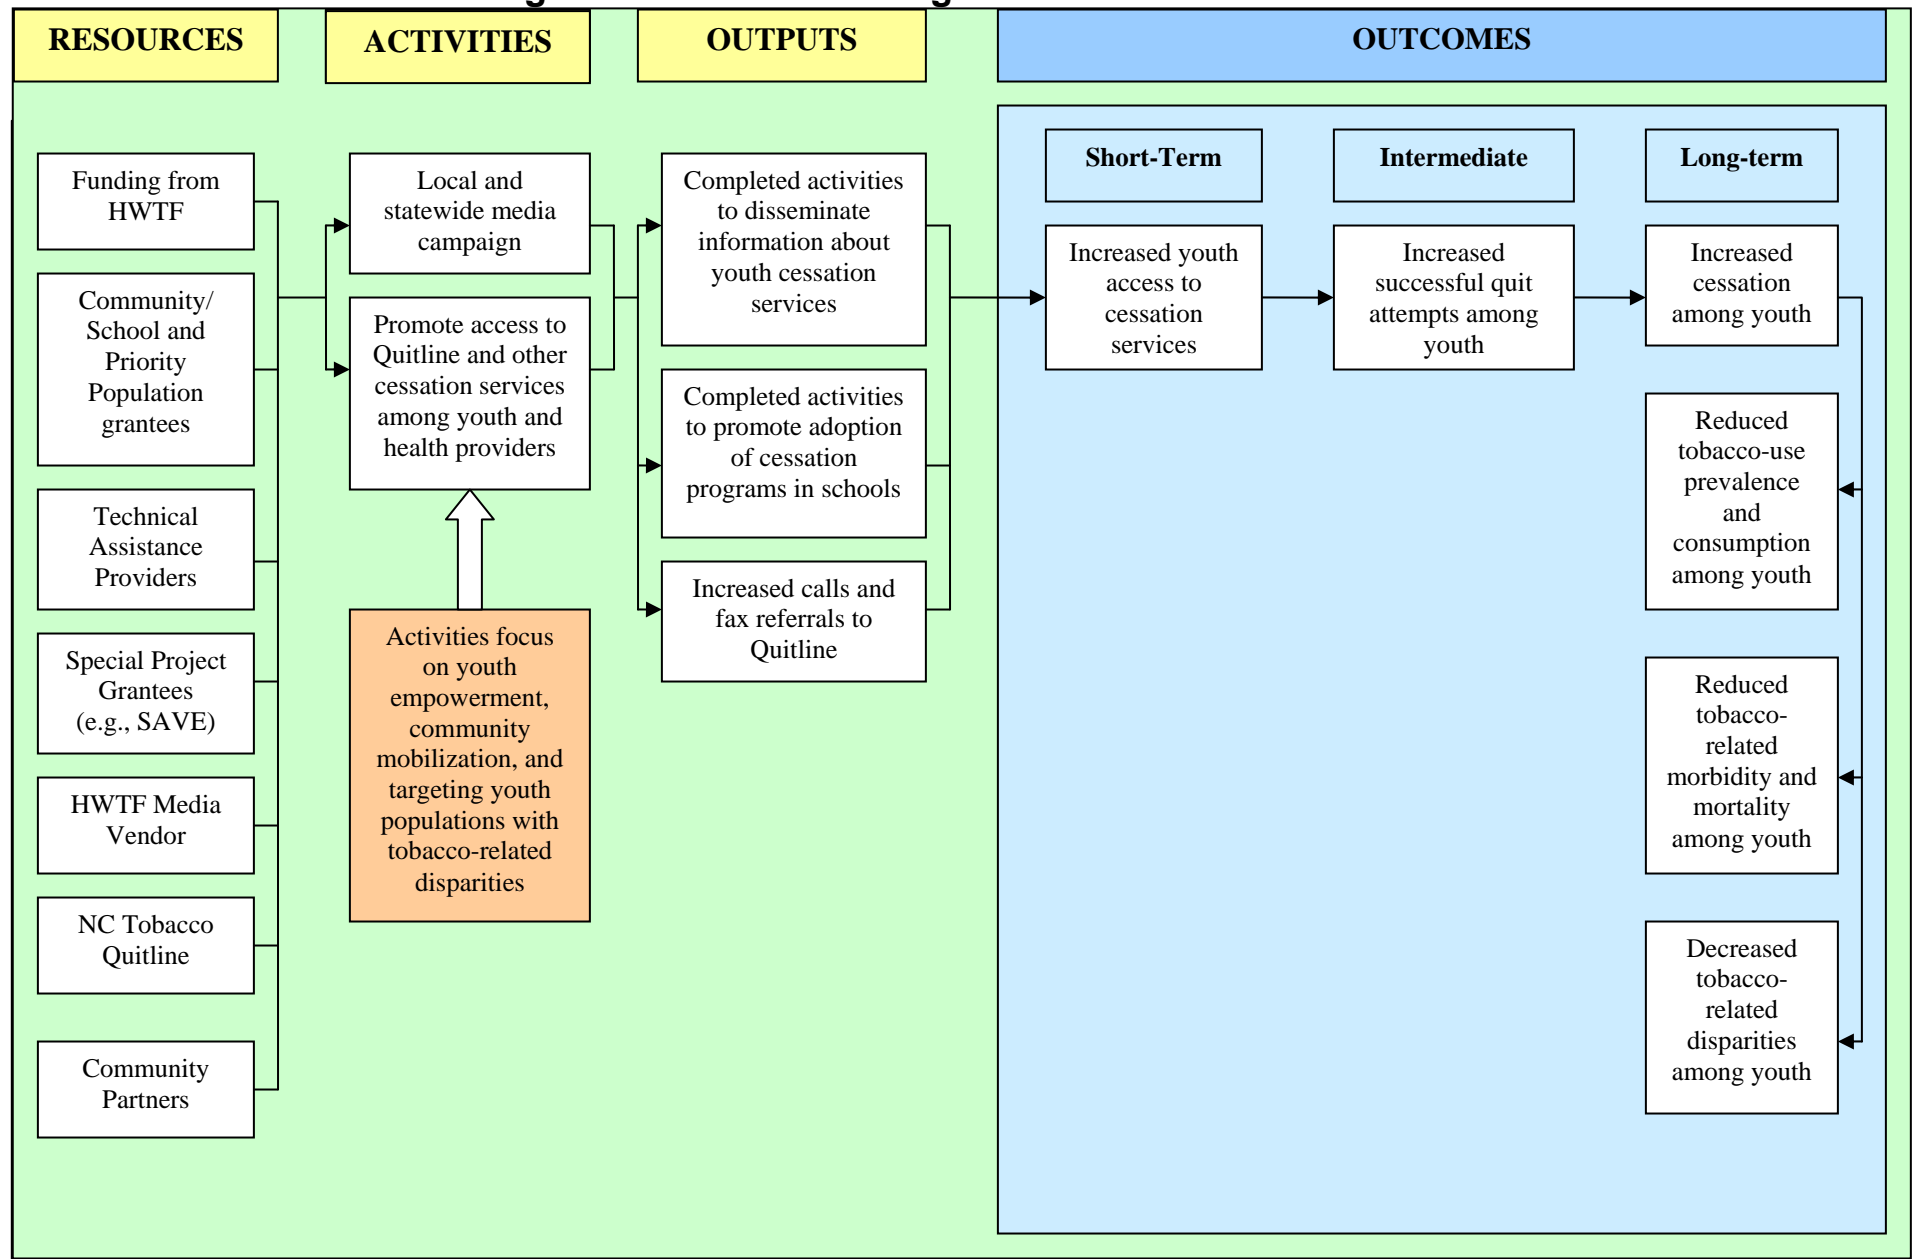 RESOURCES
ACTIVITIES
OUTPUTS
OUTCOMES
Funding from
HWTF
Community/
School and
Priority
Population
grantees
Technical
Assistance
Providers
Special Project
Grantees
(e.g., SAVE)
HWTF Media
Vendor
NC Tobacco
Quitline
Community
Partners
Local and
statewide media
campaign
Promote access to
Quitline and other
cessation services
among youth and
health providers
Activities focus
on youth
empowerment,
community
mobilization, and
targeting youth
populations with
tobacco-related
disparities
Completed activities
to disseminate
information about
youth cessation
services
Completed activities
to promote adoption
of cessation
programs in schools
Increased calls and
fax referrals to
Quitline
Short-Term
Increased youth
access to
cessation
services
Intermediate
Increased
successful quit
attempts among
youth
Long-term
Increased
cessation
among youth
Reduced
tobacco-use
prevalence
and
consumption
among youth
Reduced
tobacco-
related
morbidity and
mortality
among youth
Decreased
tobacco-
related
disparities
among youth